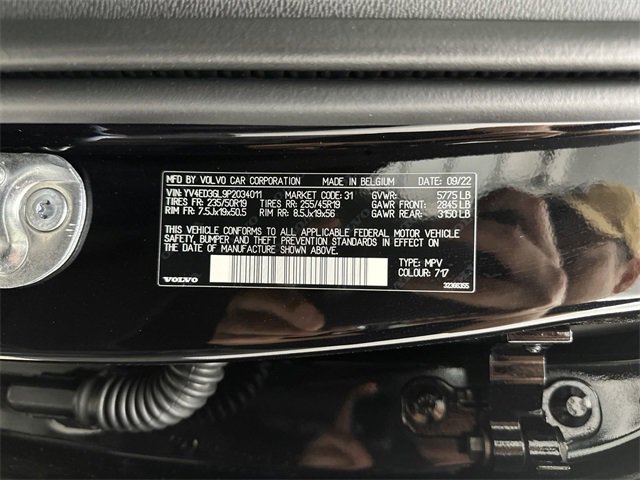 MFD BY VOLVO CAR CORPORATION MADE IN BELGIUM DATE: 09/22
VIN: YV4ED3GL9P2034011 MARKET CODE: 31 GVWR: 5775 LB
TIRES FR: 235/50R19 TIRES RR: 255/45R19 GAWR FRONT: 2845 LB
RIM FR: 7.5Jx19x50.5 RIM RR: 8.5Jx19x56 GAWR REAR: 3150 LB
THIS VEHICLE CONFORMS TO ALL APPLICABLE FEDERAL MOTOR VEHICLE
SAFETY, BUMPER AND THEFT PREVENTION STANDARDS IN EFFECT ON
THE DATE OF MANUFACTURE SHOWN ABOVE.
TYPE: MPV
COLOUR: 717
VOLVO 32366355